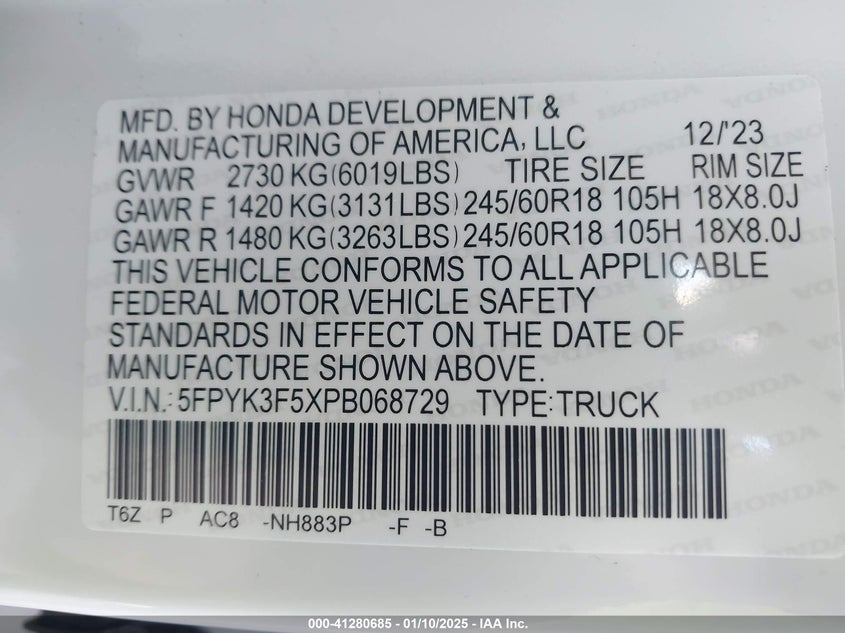 MFD. BY HONDA DEVELOPMENT &
MANUFACTURING OF AMERICA, LLC 12/'23
GVWR 2730 KG(6019LBS) TIRE SIZE RIM SIZE
GAWR F 1420 KG(3131LBS) 245/60R18 105H 18X8.0J
GAWR R 1480 KG(3263LBS) 245/60R18 105H 18X8.0J
THIS VEHICLE CONFORMS TO ALL APPLICABLE
FEDERAL MOTOR VEHICLE SAFETY
STANDARDS IN EFFECT ON THE DATE OF
MANUFACTURE SHOWN ABOVE.
V.I.N.: 5FPYK3F5XPB068729 TYPE: TRUCK
T6Z P AC8 -NH883P -F -B
000-41280685 - 01/10/2025 - IAA Inc.